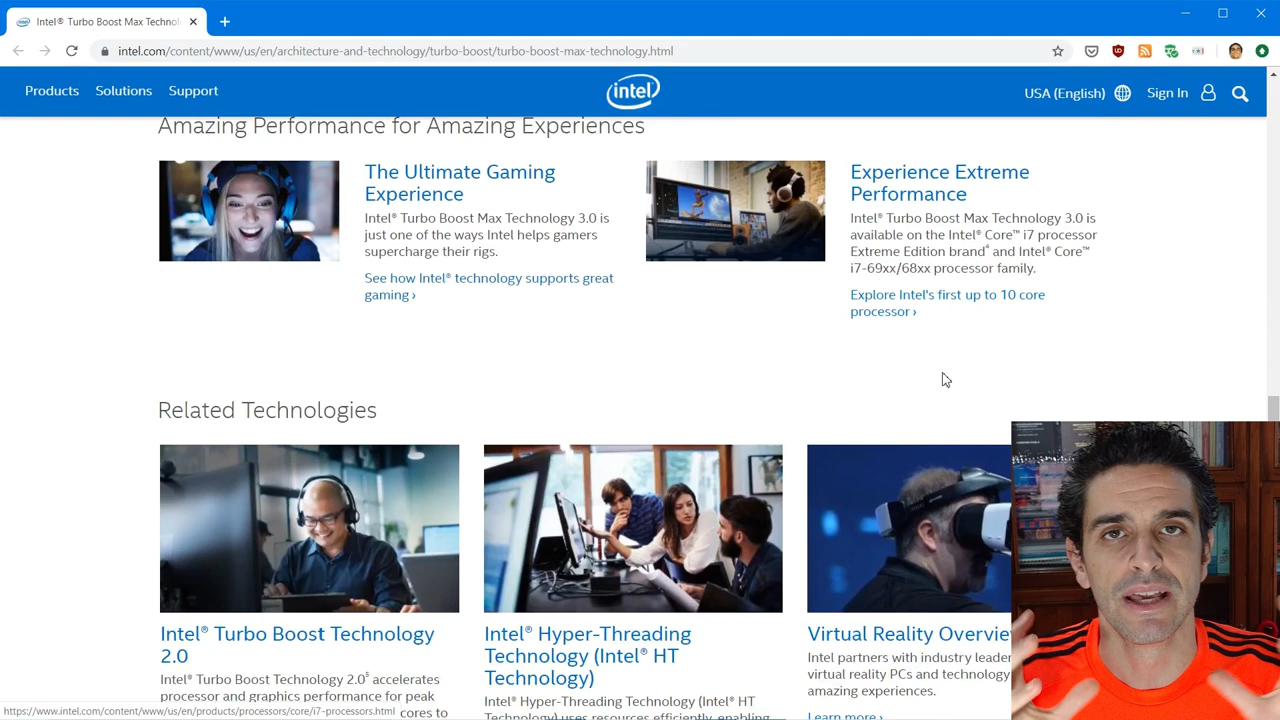 Intel® Turbo Boost Max Technol
intel.com/content/www/us/en/architecture-and-technology/turbo-boost/turbo-boost-max-technology.html
Products
Solutions
Support
intel
USA (English)
Sign In
Amazing Performance for Amazing Experiences
The Ultimate Gaming
Experience
Intel® Turbo Boost Max Technology 3.0 is
just one of the ways Intel helps gamers
supercharge their rigs.
See how Intel® technology supports great
gaming ›
Experience Extreme
Performance
Intel® Turbo Boost Max Technology 3.0 is
available on the Intel® Core™ i7 processor
Extreme Edition brand⁴ and Intel® Core™
i7-69xx/68xx processor family.
Explore Intel's first up to 10 core
processor ›
Related Technologies
Intel® Turbo Boost Technology
2.0
Intel® Turbo Boost Technology 2.0⁵ accelerates
processor and graphics performance for peak
cores to
Intel® Hyper-Threading
Technology (Intel® HT
Technology)
Intel® Hyper-Threading Technology (Intel® HT
Technology) uses resources efficiently, enabling
Virtual Reality Overvie
Intel partners with industry leader
virtual reality PCs and technology
amazing experiences.
Learn more ›
https://www.intel.com/content/www/us/en/products/processors/core/i7-processors.html